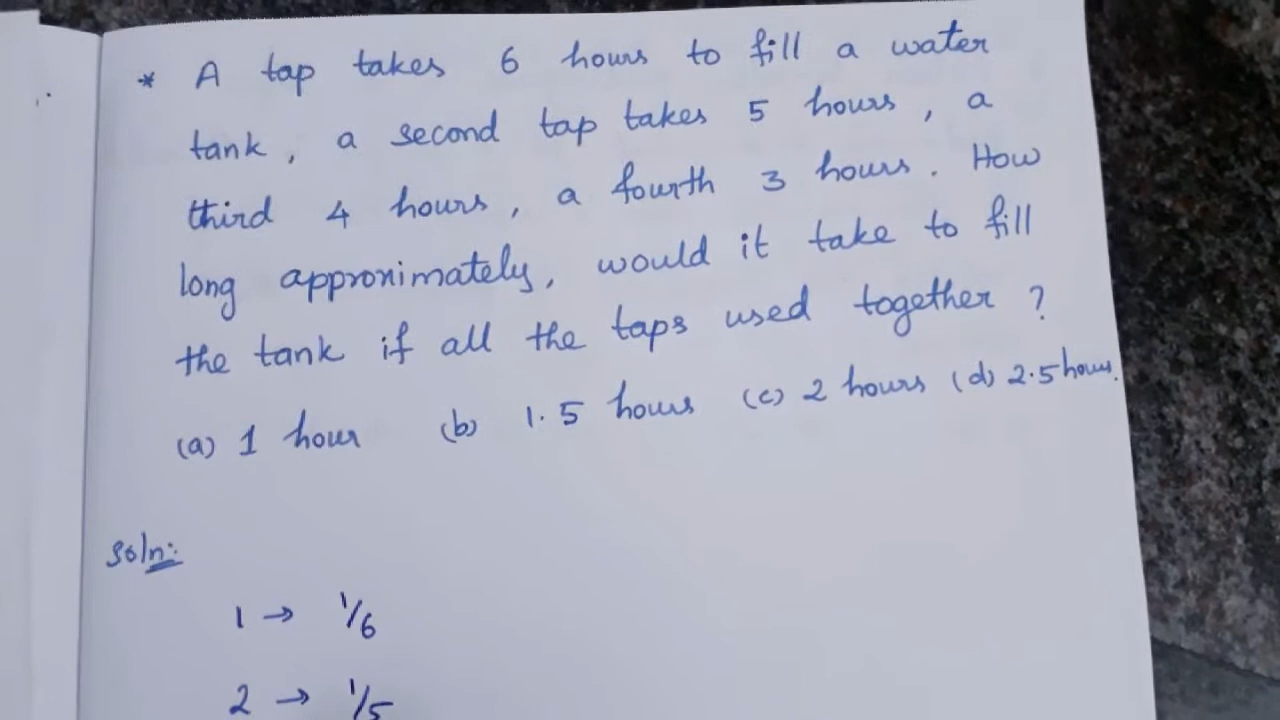 * A tap takes 6 hours to fill a water
tank, a second tap takes 5 hours, a
third 4 hours, a fourth 3 hours. How
long approximately, would it take to fill
the tank if all the taps used together ?
(a) 1 hour (b) 1.5 hours (c) 2 hours (d) 2.5 hours.
Soln:
1 → 1/6
2 → 1/5